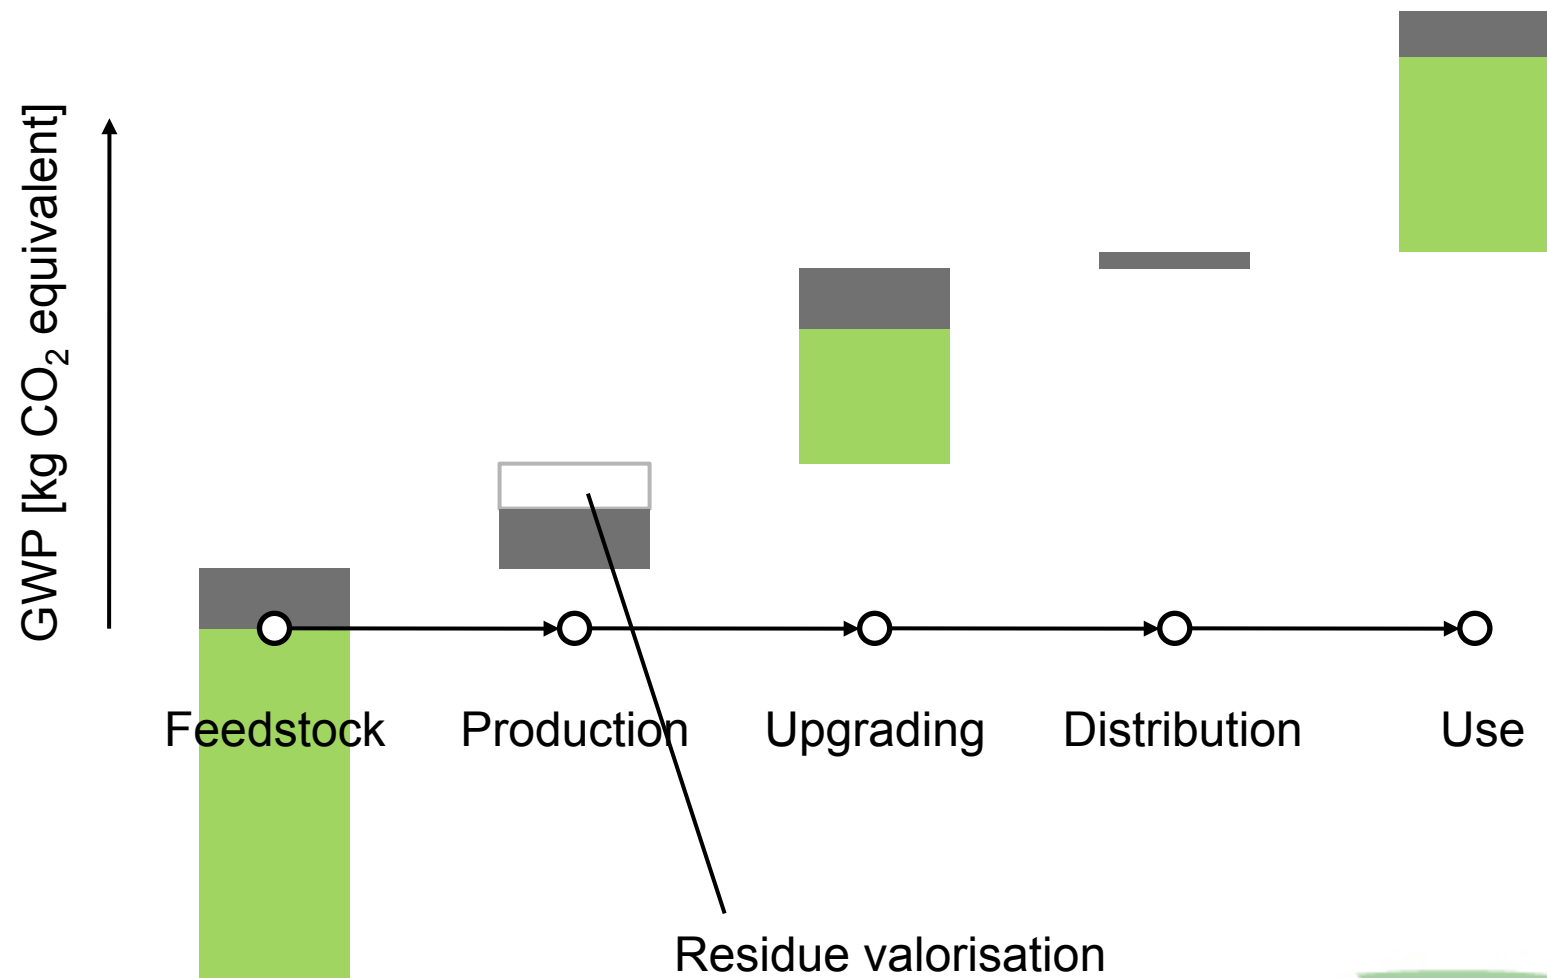 GWP [kg CO₂ equivalent]
Feedstock
Production
Upgrading
Distribution
Use
Residue valorisation